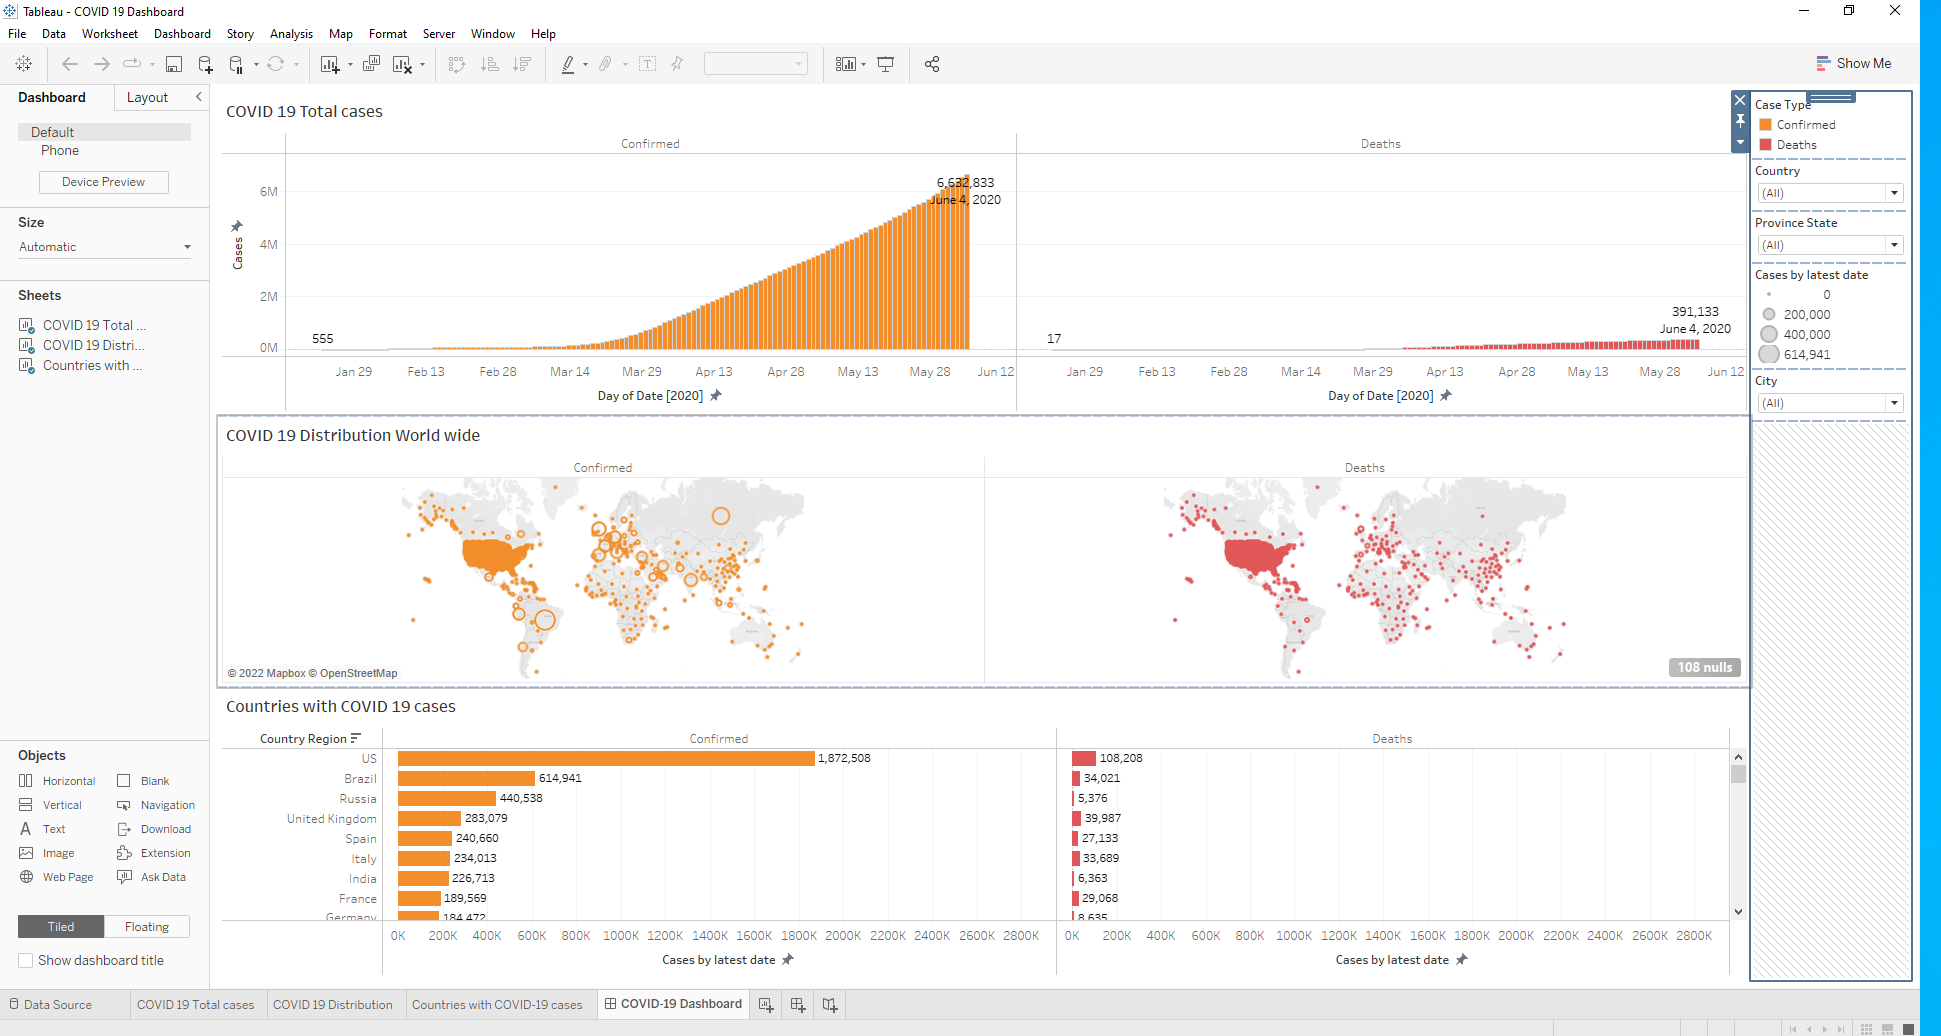 Tableau - COVID 19 Dashboard
File Data Worksheet Dashboard Story Analysis Map Format Server Window Help
Show Me
Dashboard Layout
Default
Phone
Device Preview
Size
Automatic
Sheets
COVID 19 Total ...
COVID 19 Distri...
Countries with ...
Objects
Horizontal Blank
Vertical Navigation
Text Download
Image Extension
Web Page Ask Data
Tiled Floating
Show dashboard title
COVID 19 Total cases
Confirmed Deaths
Cases
6M
4M
2M
0M
555
6,632,833
June 4, 2020
17
391,133
June 4, 2020
Jan 29 Feb 13 Feb 28 Mar 14 Mar 29 Apr 13 Apr 28 May 13 May 28 Jun 12
Jan 29 Feb 13 Feb 28 Mar 14 Mar 29 Apr 13 Apr 28 May 13 May 28 Jun 12
Day of Date [2020] Day of Date [2020]
COVID 19 Distribution World wide
Confirmed Deaths
© 2022 Mapbox © OpenStreetMap
108 nulls
Countries with COVID 19 cases
Country Region Confirmed Deaths
US 1,872,508 108,208
Brazil 614,941 34,021
Russia 440,538 5,376
United Kingdom 283,079 39,987
Spain 240,660 27,133
Italy 234,013 33,689
India 226,713 6,363
France 189,569 29,068
Germany 184,472 8,635
0K 200K 400K 600K 800K 1000K 1200K 1400K 1600K 1800K 2000K 2200K 2400K 2600K 2800K
0K 200K 400K 600K 800K 1000K 1200K 1400K 1600K 1800K 2000K 2200K 2400K 2600K 2800K
Cases by latest date Cases by latest date
Case Type
Confirmed
Deaths
Country
(All)
Province State
(All)
Cases by latest date
0
200,000
400,000
614,941
City
(All)
Data Source COVID 19 Total cases COVID 19 Distribution Countries with COVID-19 cases COVID-19 Dashboard